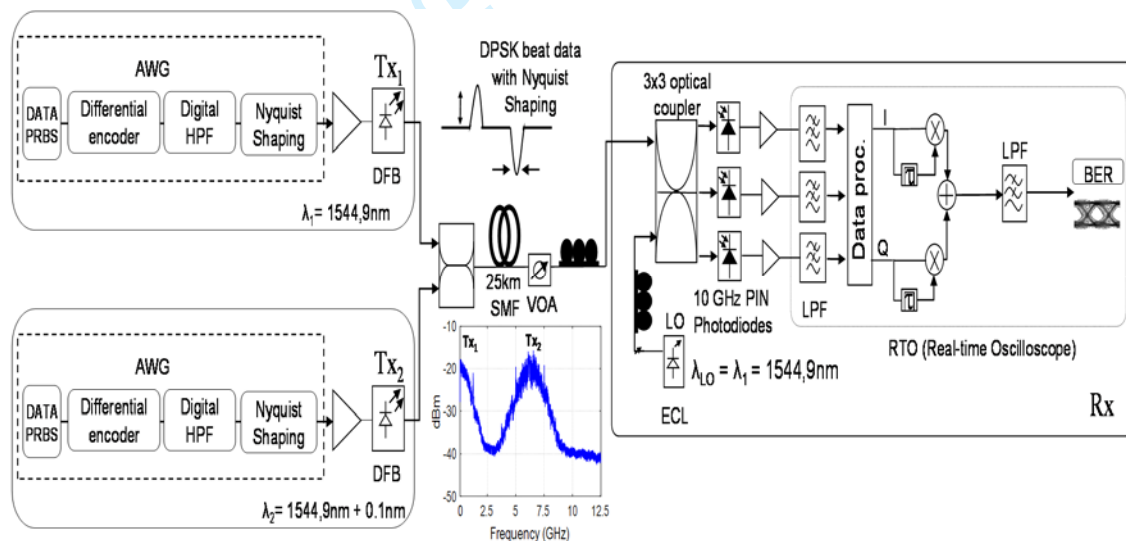 AWG
DATA
PRBS
Differential
encoder
Digital
HPF
Nyquist
Shaping
Tx1
DFB
λ1= 1544,9nm
DPSK beat data
with Nyquist
Shaping
AWG
DATA
PRBS
Differential
encoder
Digital
HPF
Nyquist
Shaping
Tx2
DFB
λ2= 1544,9nm + 0.1nm
25km
SMF
VOA
-10
-20
-30
-40
-50
dBm
Tx1
Tx2
0 2.5 5 7.5 10 12.5
Frequency (GHz)
3x3 optical
coupler
10 GHz PIN
Photodiodes
LPF
LO
ECL
λLO = λ1 = 1544,9nm
Data proc.
I
Q
τ
τ
LPF
BER
RTO (Real-time Oscilloscope)
Rx